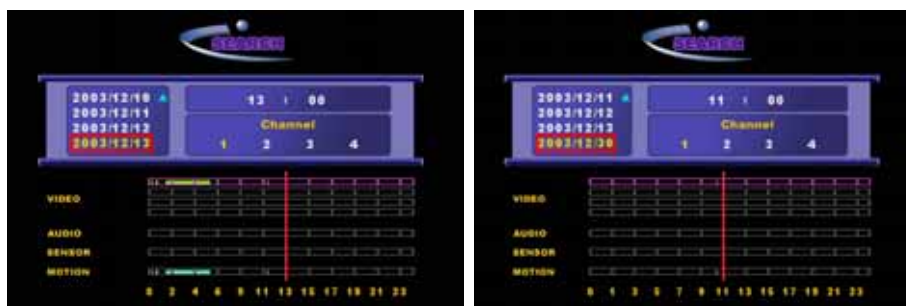 SEARCH
2003/12/10
2003/12/11
2003/12/12
2003/12/13
13 : 00
Channel
1 2 3 4
VIDEO
AUDIO
SENSOR
MOTION
0 2 4 6 9 11 13 15 17 19 21 23
SEARCH
2003/12/11
2003/12/12
2003/12/13
2003/12/30
11 : 00
Channel
1 2 3 4
VIDEO
AUDIO
SENSOR
MOTION
0 1 3 5 7 9 11 13 15 17 19 21 23